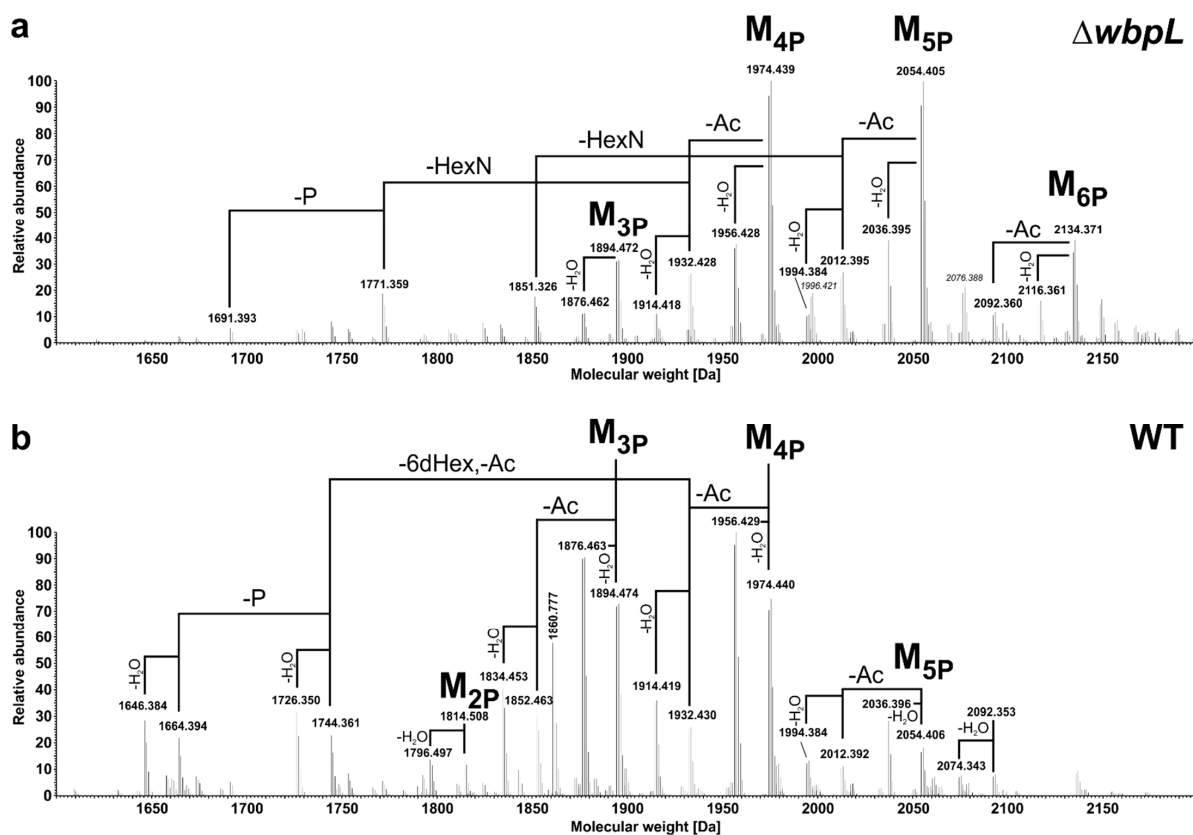 a
M4P
M5P
ΔwbpL
1974.439
2054.405
Relative abundance
100
90
80
70
60
50
40
30
20
10
0
-Ac
-Ac
-HexN
-HexN
-P
M3P
M6P
-H2O
-H2O
-H2O
-H2O
-H2O
-Ac
-H2O
1894.472
1956.428
2036.395
2134.371
1932.428
2012.395
1994.384
1996.421
2076.388
1771.359
1851.326
1876.462
1914.418
2092.360
2116.361
1691.393
1650
1700
1750
1800
1850
1900
1950
2000
2050
2100
2150
Molecular weight [Da]
b
M3P
M4P
WT
-6dHex,-Ac
-Ac
-Ac
1956.429
Relative abundance
100
90
80
70
60
50
40
30
20
10
0
1876.463
-H2O
-H2O
1974.440
1894.474
-P
1860.777
-H2O
-H2O
-H2O
-H2O
M2P
M5P
-Ac
1834.453
1852.463
1646.384
1726.350
1814.508
1914.419
2036.396
-H2O
2054.406
2092.353
-H2O
1664.394
1744.361
-H2O
1796.497
1932.430
-H2O
1994.384
2012.392
2074.343
1650
1700
1750
1800
1850
1900
1950
2000
2050
2100
2150
Molecular weight [Da]